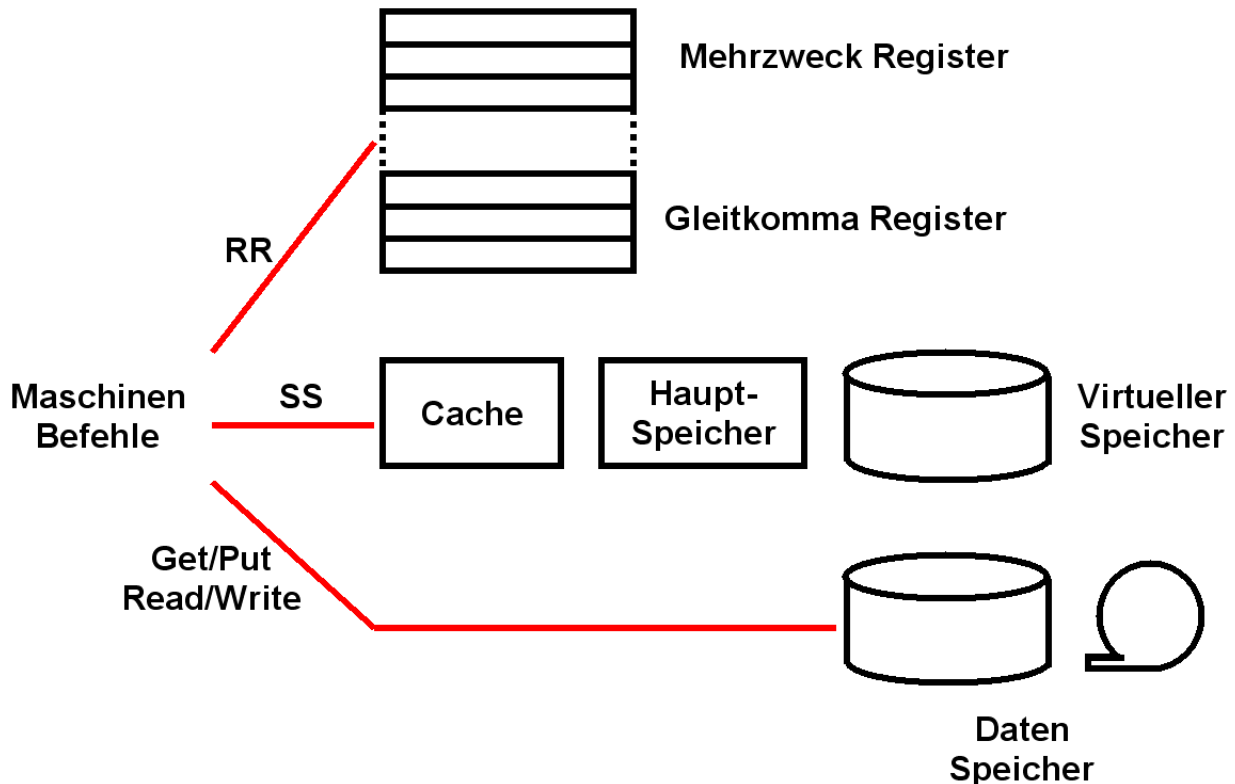 Mehrzweck Register
Gleitkomma Register
RR
Maschinen
Befehle
SS
Cache
Haupt-
Speicher
Virtueller
Speicher
Get/Put
Read/Write
Daten
Speicher